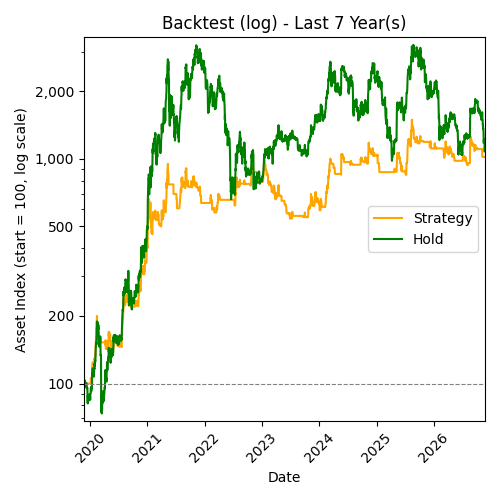 Backtest (log) - Last 7 Year(s)
Asset Index (start = 100, log scale)
2,000
1,000
500
200
100
Strategy
Hold
2020
2021
2022
2023
2024
2025
2026
Date